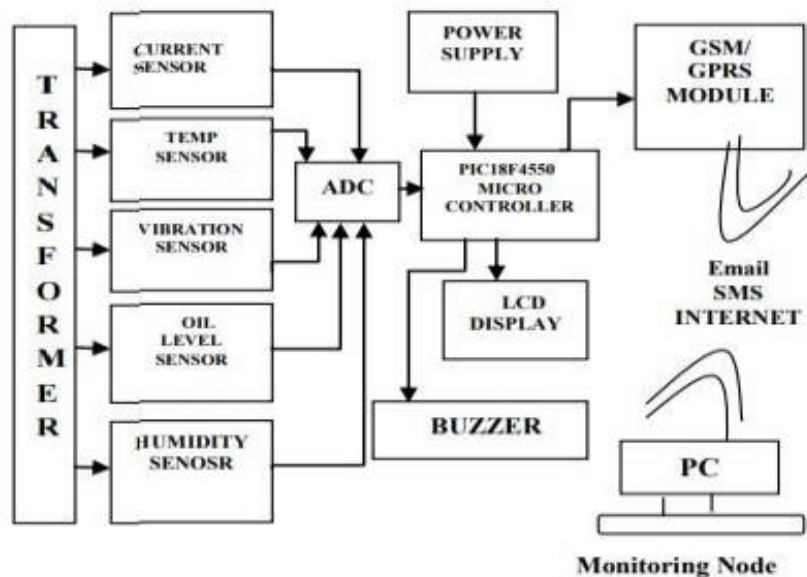 TRANSFORMER
CURRENT
SENSOR
TEMP
SENSOR
VIBRATION
SENSOR
OIL
LEVEL
SENSOR
HUMIDITY
SENOSR
ADC
POWER
SUPPLY
PIC18F4550
MICRO
CONTROLLER
LCD
DISPLAY
BUZZER
GSM/
GPRS
MODULE
Email
SMS
INTERNET
PC
Monitoring Node